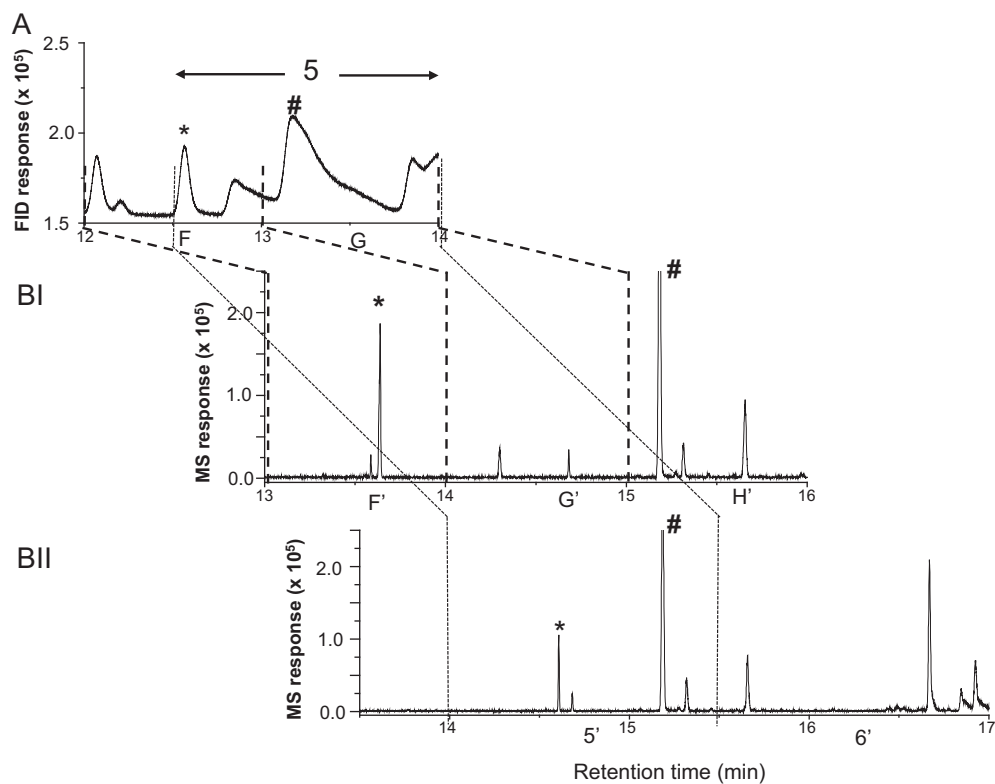 A
FID response (x 10⁵)
2.5
2.0
1.5
5
*
#
12
F
13
G
14
BI
MS response (x 10⁵)
2.0
1.0
0.0
*
#
13
F'
14
G'
15
H'
16
BII
MS response (x 10⁵)
2.0
1.0
0.0
*
#
14
5'
15
16
6'
17
Retention time (min)